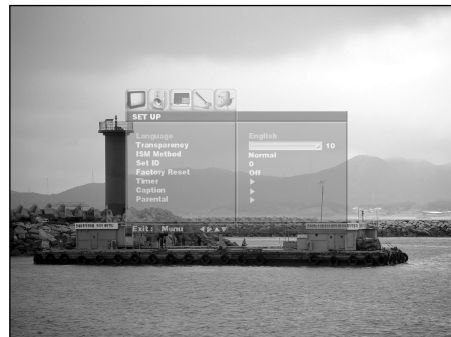 SET UP
Language English
Transparency 10
ISM Method Normal
Set ID 0
Factory Reset Off
Timer
Caption
Parental
Exit : Menu